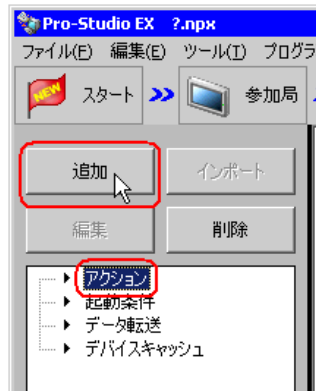 Pro-Studio EX ?.npx
ファイル(F) 編集(E) ツール(T) プログラ
NEW スタート >> 参加局
追加 インポート
編集 削除
アクション
起動条件
データ転送
デバイスキャッシュ